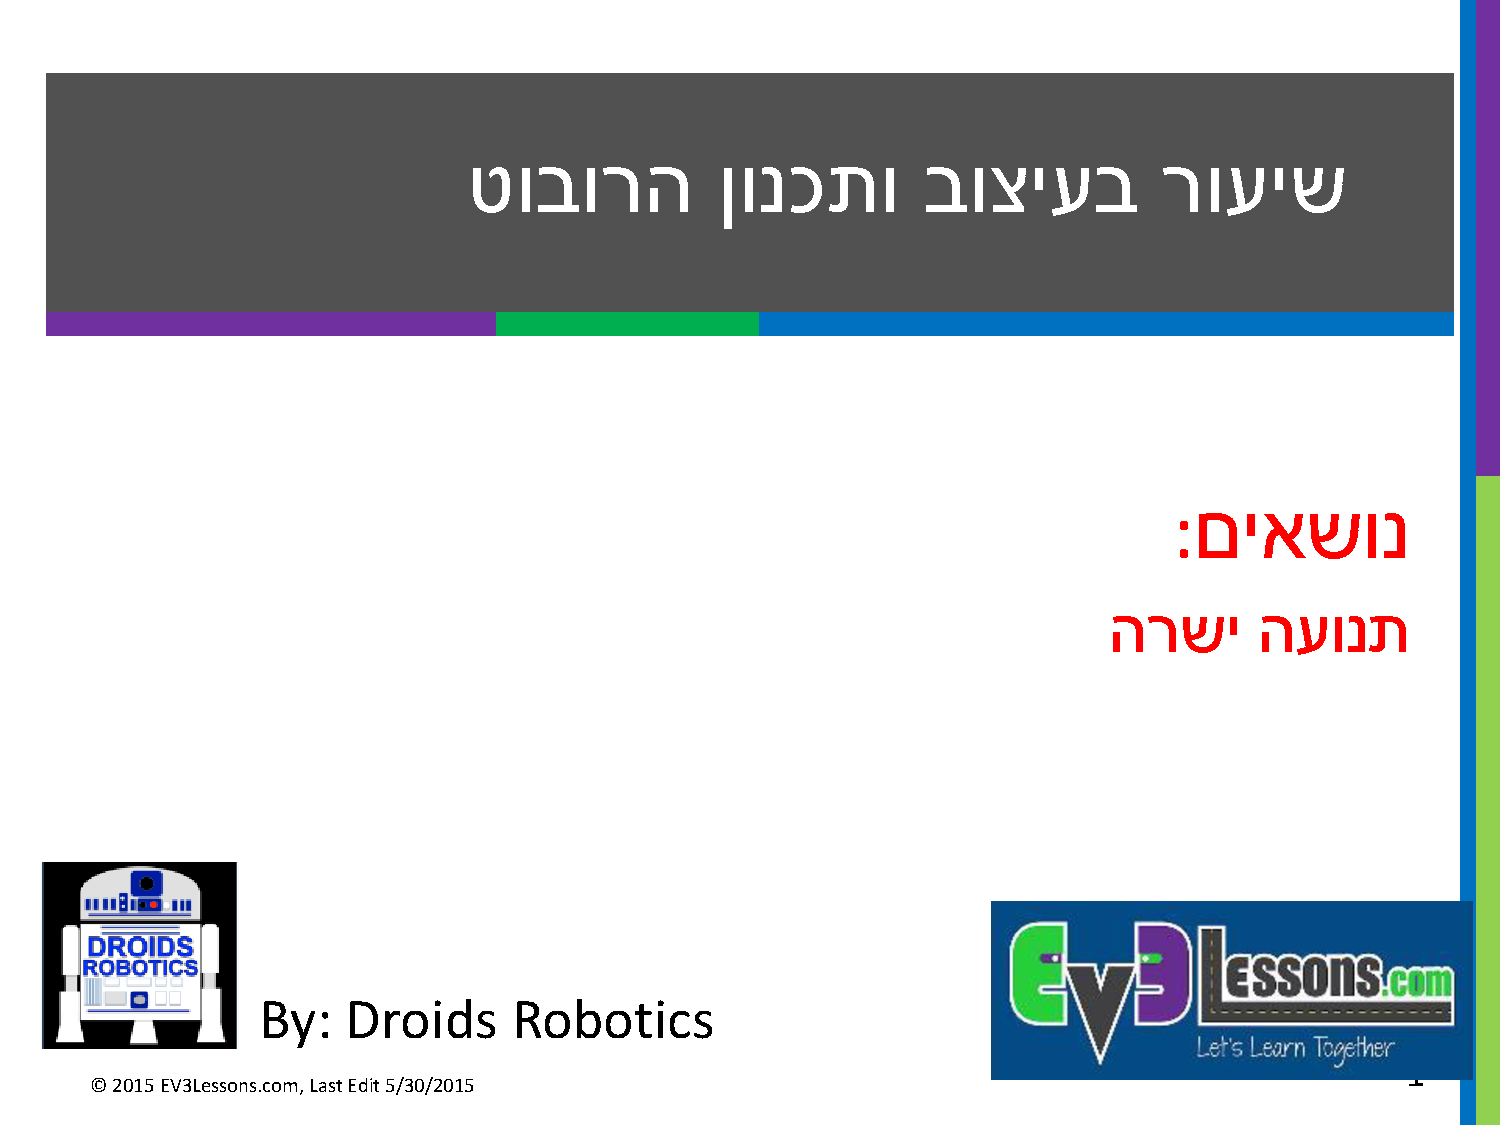 שיעור בעיצוב ותכנון הרובוט
נושאים:
תנועה ישרה
DROIDS
ROBOTICS
By: Droids Robotics
EV3Lessons.com
Let's Learn Together
© 2015 EV3Lessons.com, Last Edit 5/30/2015
1